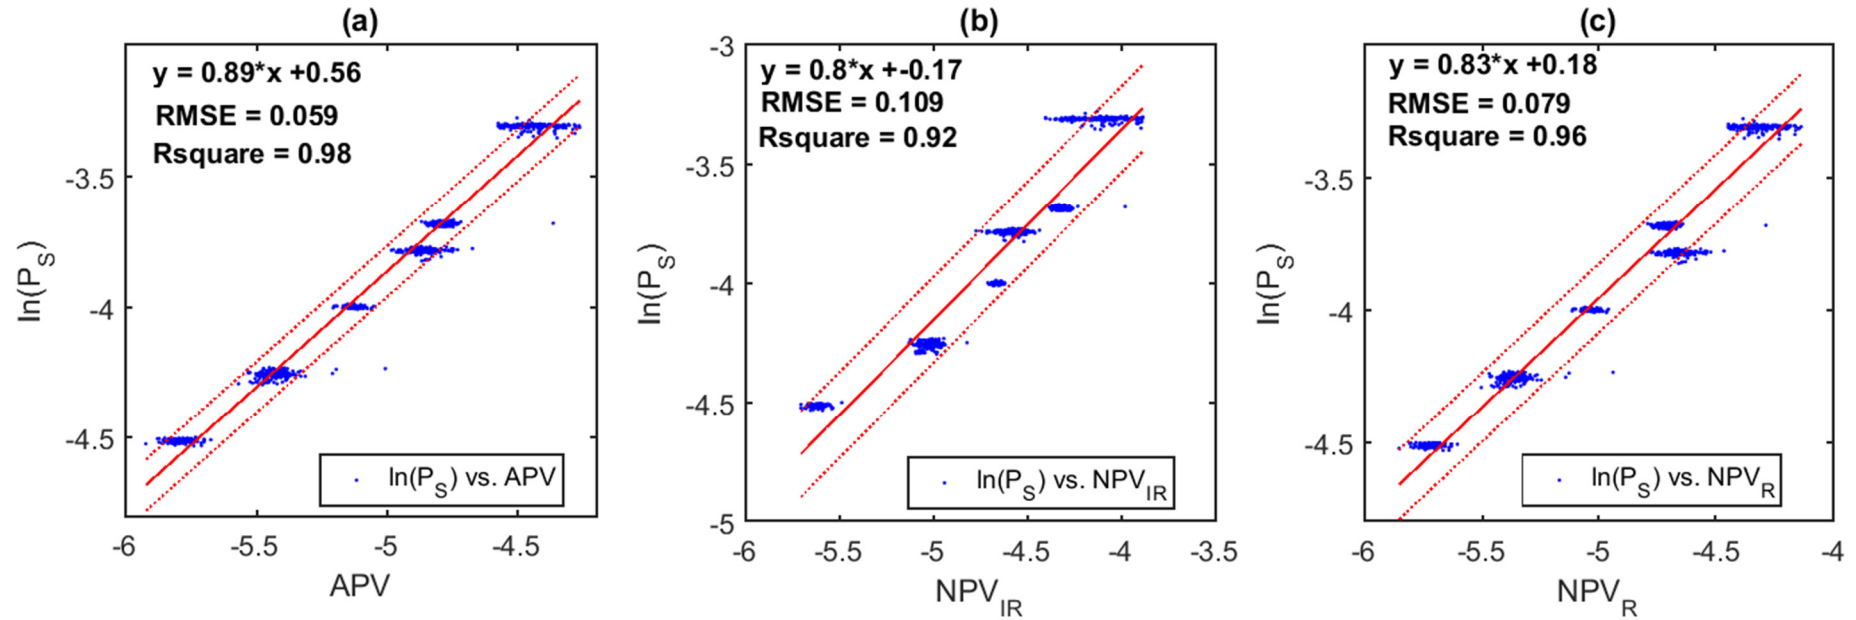 (a)
y = 0.89*x +0.56
RMSE = 0.059
Rsquare = 0.98
-3.5
-4
-4.5
ln(P_S)
ln(P_S) vs. APV
-6 -5.5 -5 -4.5
APV
(b)
-3
y = 0.8*x +-0.17
RMSE = 0.109
Rsquare = 0.92
-3.5
-4
-4.5
-5
ln(P_S)
ln(P_S) vs. NPV_IR
-6 -5.5 -5 -4.5 -4 -3.5
NPV_IR
(c)
y = 0.83*x +0.18
RMSE = 0.079
Rsquare = 0.96
-3.5
-4
-4.5
ln(P_S)
ln(P_S) vs. NPV_R
-6 -5.5 -5 -4.5 -4
NPV_R